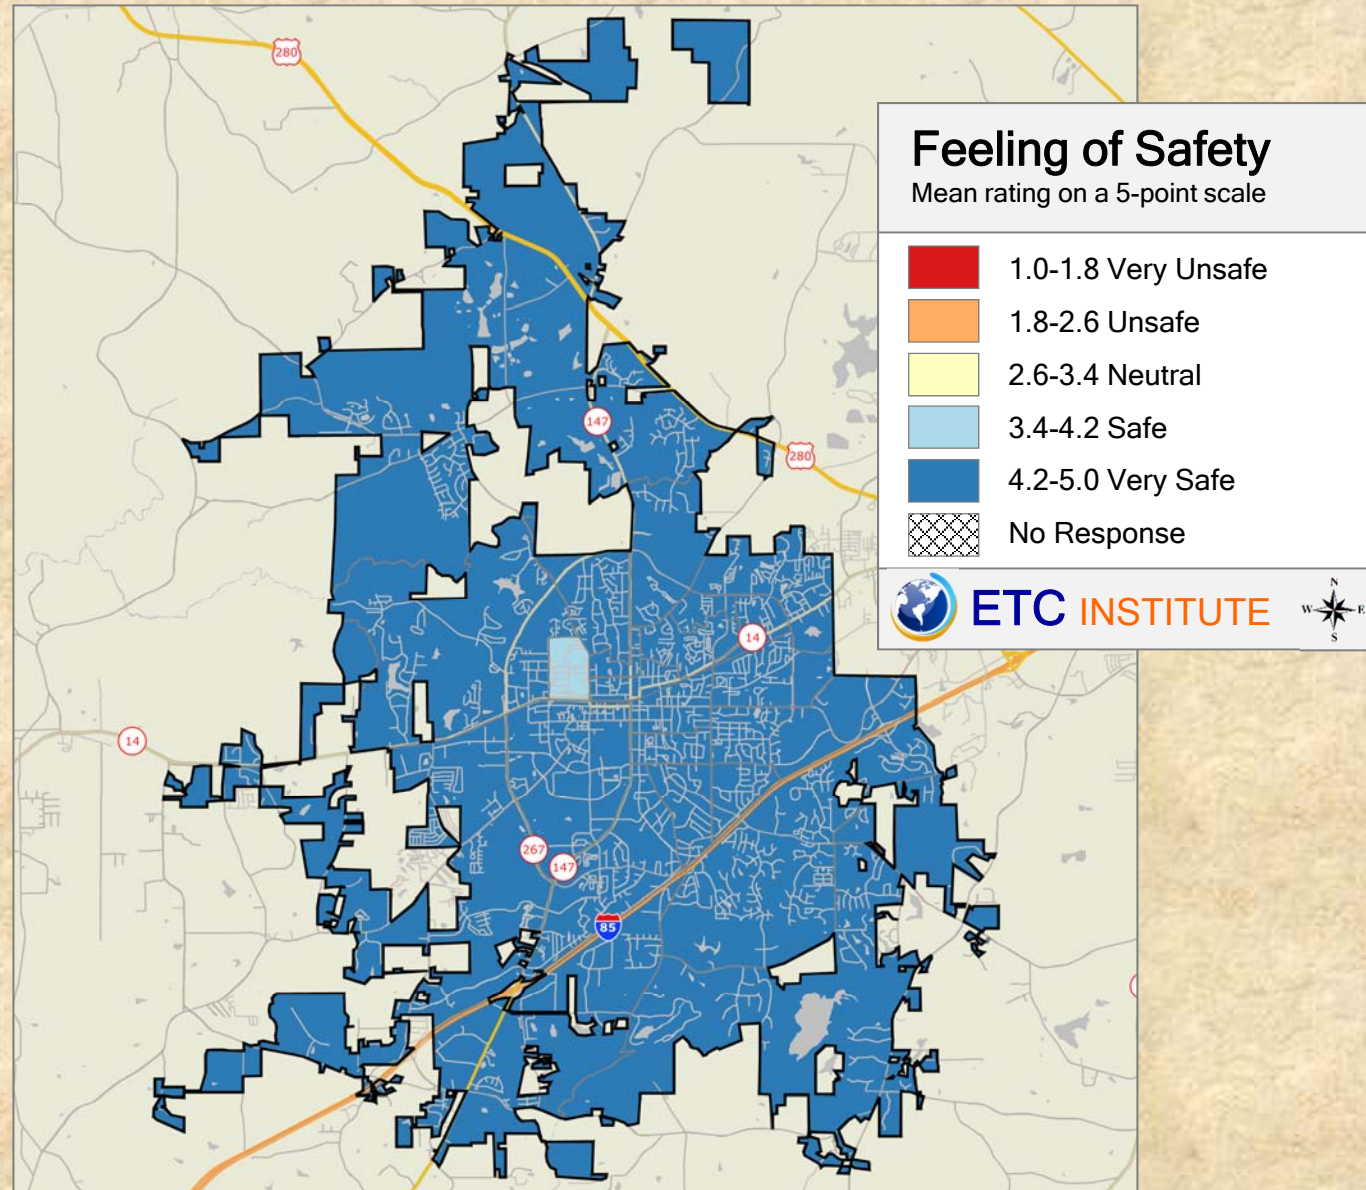 280
Feeling of Safety
Mean rating on a 5-point scale
1.0-1.8 Very Unsafe
1.8-2.6 Unsafe
2.6-3.4 Neutral
3.4-4.2 Safe
4.2-5.0 Very Safe
No Response
ETC INSTITUTE
N
W
E
S
147
280
14
14
267
147
85